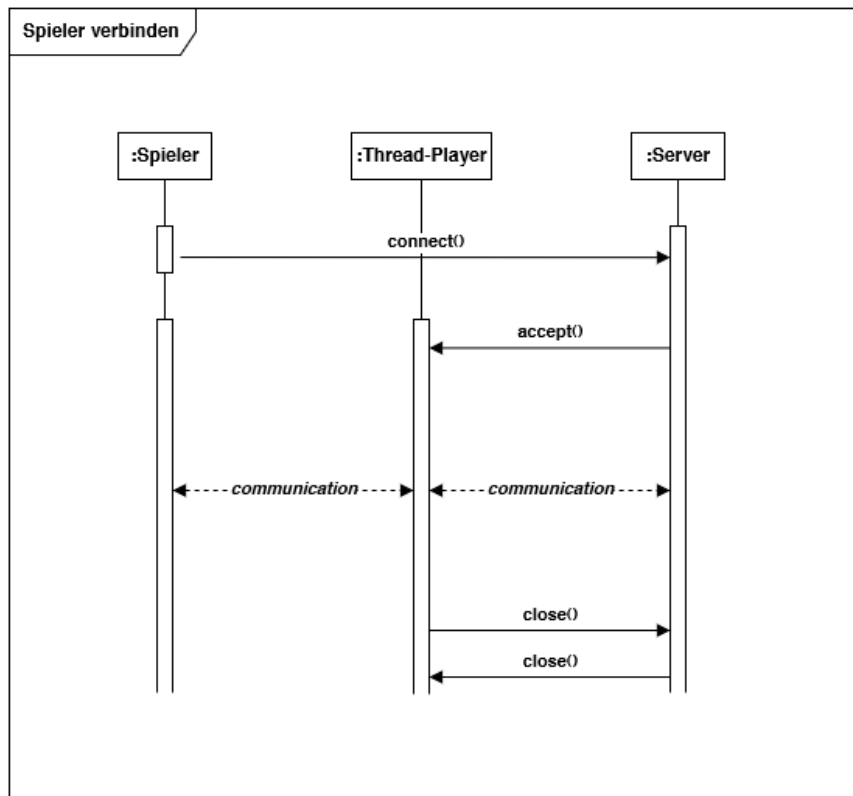 Spieler verbinden
:Spieler
:Thread-Player
:Server
connect()
accept()
communication
communication
close()
close()